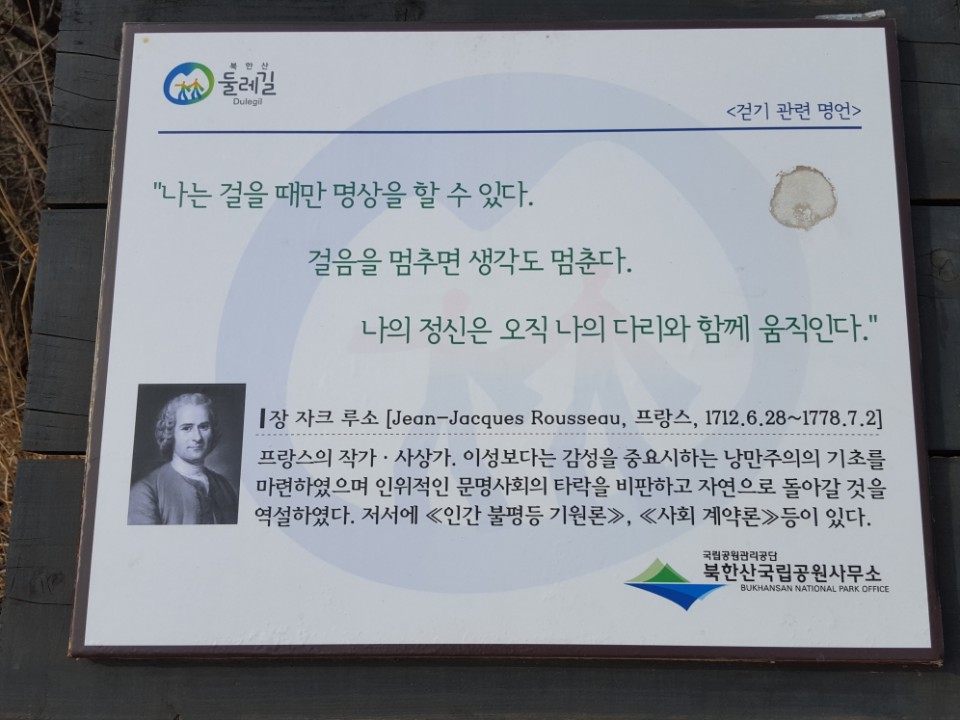 북한산
둘레길
Dulegil
<걷기 관련 명언>
"나는 걸을 때만 명상을 할 수 있다.
걸음을 멈추면 생각도 멈춘다.
나의 정신은 오직 나의 다리와 함께 움직인다."
장 자크 루소 [Jean-Jacques Rousseau, 프랑스, 1712.6.28~1778.7.2]
프랑스의 작가 · 사상가. 이성보다는 감성을 중요시하는 낭만주의의 기초를
마련하였으며 인위적인 문명사회의 타락을 비판하고 자연으로 돌아갈 것을
역설하였다. 저서에 ≪인간 불평등 기원론≫, ≪사회 계약론≫등이 있다.
국립공원관리공단
북한산국립공원사무소
BUKHANSAN NATIONAL PARK OFFICE